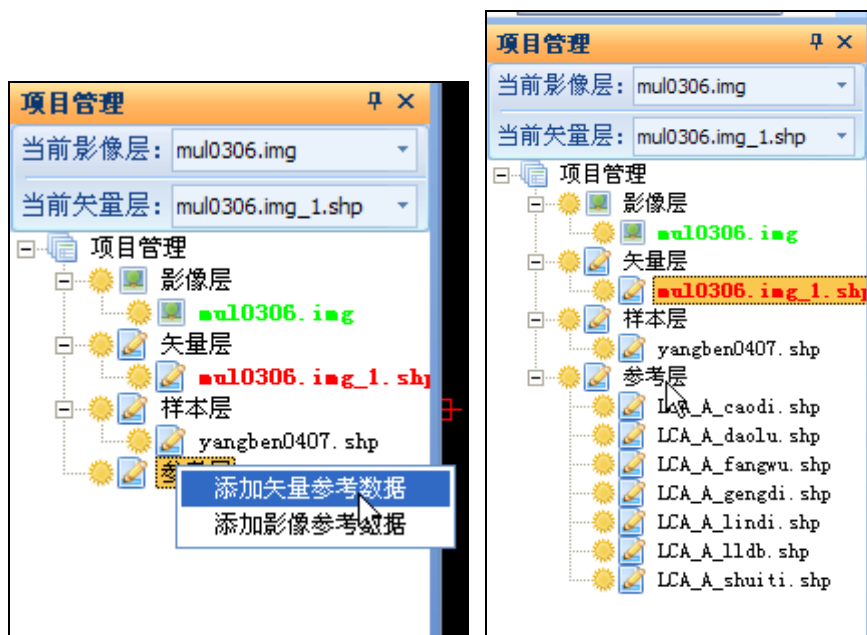 项目管理
当前影像层: mul0306.img
当前矢量层: mul0306.img_1.shp
项目管理
影像层
mul0306.img
矢量层
mul0306.img_1.shp
样本层
yangben0407.shp
添加矢量参考数据
添加影像参考数据
项目管理
当前影像层: mul0306.img
当前矢量层: mul0306.img_1.shp
项目管理
影像层
mul0306.img
矢量层
mul0306.img_1.shp
样本层
yangben0407.shp
参考层
LCA_A_caodi.shp
LCA_A_daolu.shp
LCA_A_fangwu.shp
LCA_A_gengdi.shp
LCA_A_lindi.shp
LCA_A_lldb.shp
LCA_A_shuiti.shp